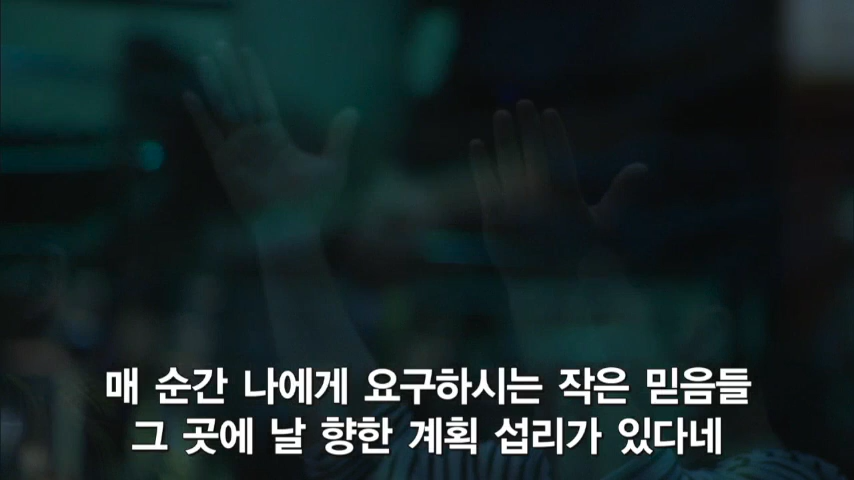 매 순간 나에게 요구하시는 작은 믿음들
그 곳에 날 향한 계획 섭리가 있다네